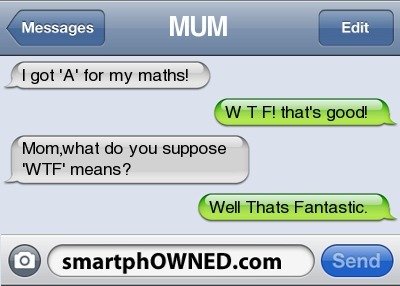 Messages
MUM
Edit
I got 'A' for my maths!
W T F! that's good!
Mom,what do you suppose
'WTF' means?
Well Thats Fantastic.
smartphOWNED.com
Send